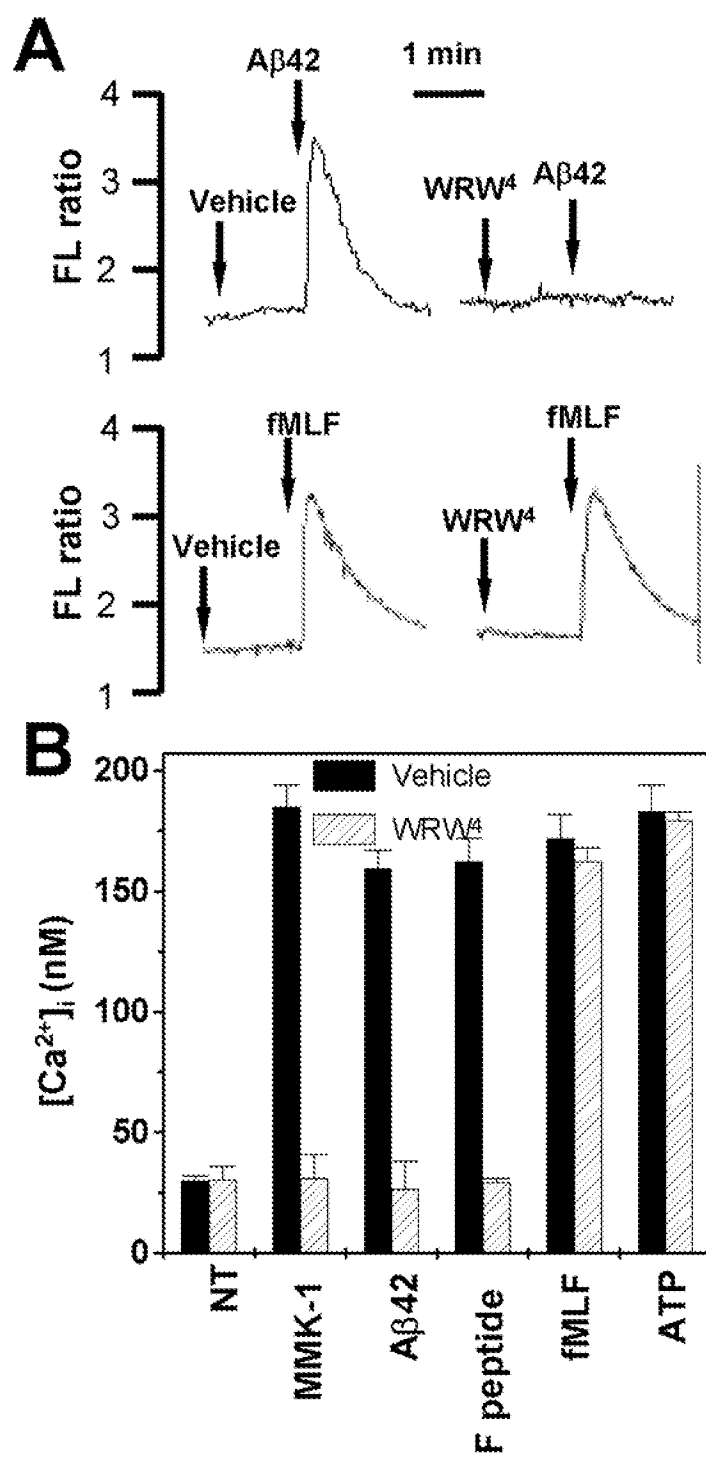 A
Aβ42
1 min
4
3
2
1
FL ratio
Vehicle
WRW⁴
Aβ42
fMLF
fMLF
4
3
2
1
FL ratio
Vehicle
WRW⁴
B
Vehicle
WRW⁴
200
150
100
50
0
[Ca²⁺]ᵢ (nM)
NT
MMK-1
Aβ42
F peptide
fMLF
ATP